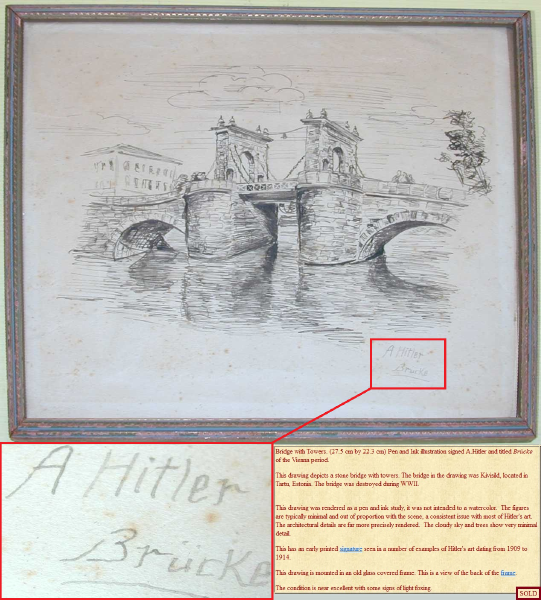 A Hitler
Brücke
A Hitler
Brücke
Bridge with Towers. (27.5 cm by 22.3 cm) Pen and Ink illustration signed A.Hitler and titled Brücke
of the Vienna period.
This drawing depicts a stone bridge with towers. The bridge in the drawing was Kivisild, located in
Tartu, Estonia. The bridge was destroyed during WWII.
This drawing was rendered as a pen and ink study, it was not intended to a watercolor. The figures
are typically minimal and out of proportion with the scene, a consistent issue with most of Hitler's art.
The architectural details are far more precisely rendered. The cloudy sky and trees show very minimal
detail.
This has an early printed signature seen in a number of examples of Hitler's art dating from 1909 to
1914.
This drawing is mounted in an old glass covered frame. This is a view of the back of the frame.
The condition is near excellent with some signs of light foxing.
SOLD